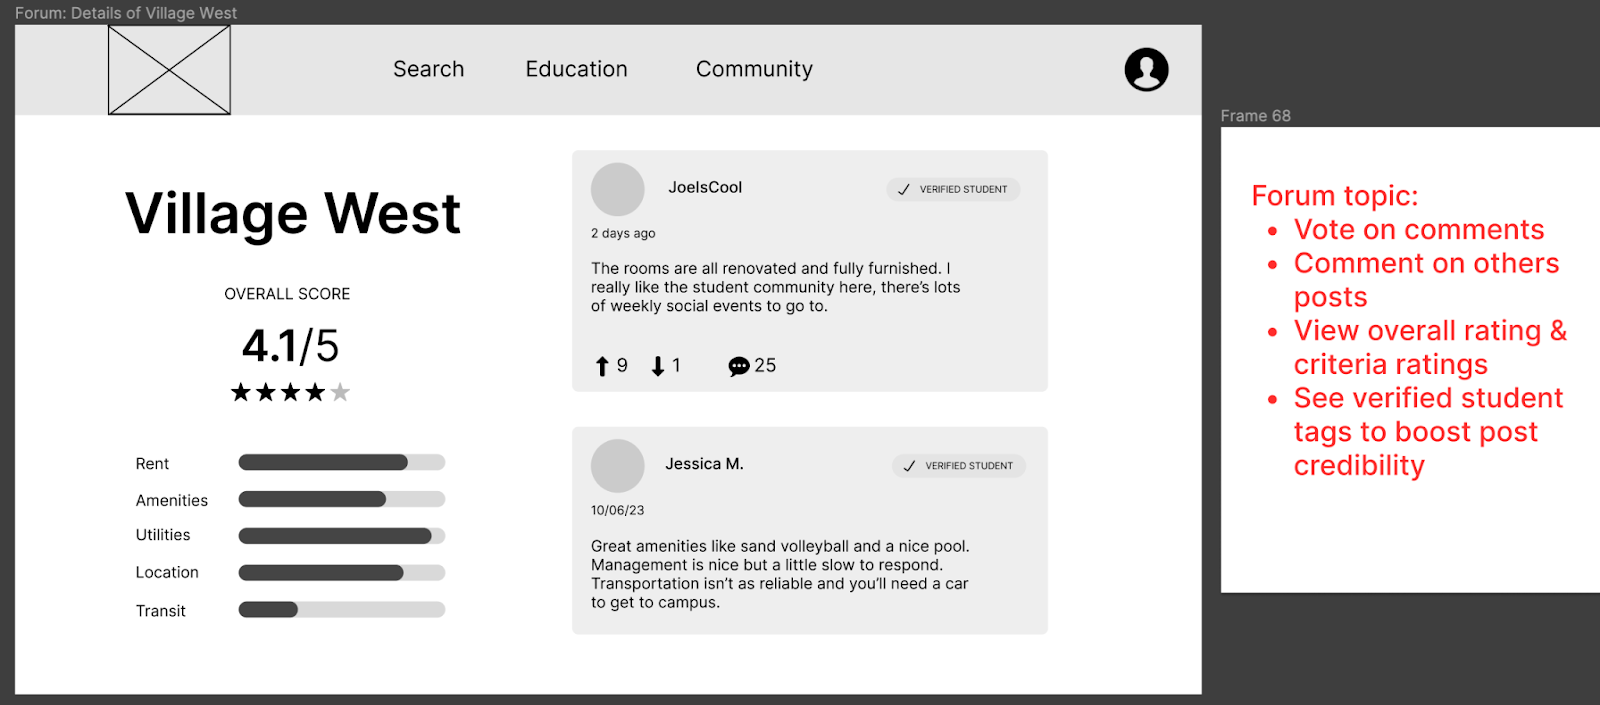 Forum: Details of Village West
Search
Education
Community
Village West
OVERALL SCORE
4.1/5
Rent
Amenities
Utilities
Location
Transit
JoeIsCool
VERIFIED STUDENT
2 days ago
The rooms are all renovated and fully furnished. I
really like the student community here, there's lots
of weekly social events to go to.
9
1
25
Jessica M.
VERIFIED STUDENT
10/06/23
Great amenities like sand volleyball and a nice pool.
Management is nice but a little slow to respond.
Transportation isn't as reliable and you'll need a car
to get to campus.
Frame 68
Forum topic:
• Vote on comments
• Comment on others
posts
• View overall rating &
criteria ratings
• See verified student
tags to boost post
credibility